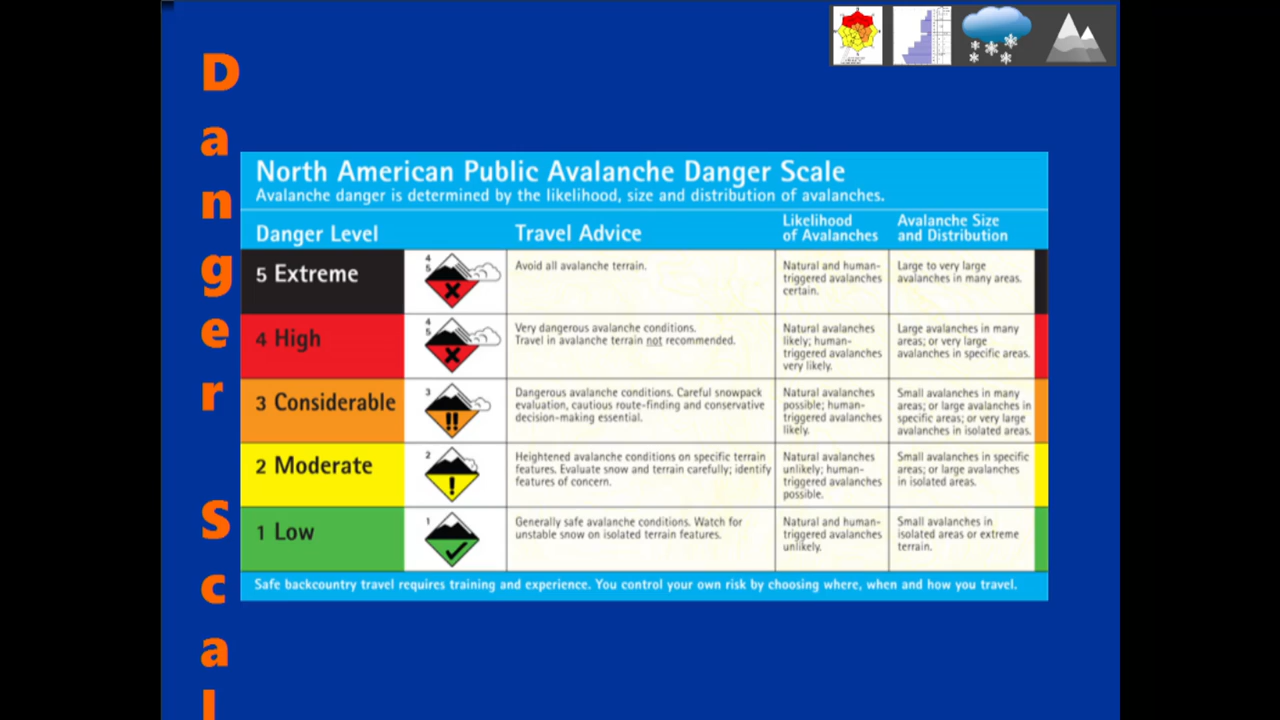 D
a
n
g
e
r
S
c
a
l
North American Public Avalanche Danger Scale
Avalanche danger is determined by the likelihood, size and distribution of avalanches.
Danger Level
Travel Advice
Likelihood
of Avalanches
Avalanche Size
and Distribution
5 Extreme
4
5
Avoid all avalanche terrain.
Natural and human-
triggered avalanches
certain.
Large to very large
avalanches in many areas.
4 High
4
5
Very dangerous avalanche conditions.
Travel in avalanche terrain not recommended.
Natural avalanches
likely; human-
triggered avalanches
very likely.
Large avalanches in many
areas; or very large
avalanches in specific areas.
3 Considerable
3
!!
Dangerous avalanche conditions. Careful snowpack
evaluation, cautious route-finding and conservative
decision-making essential.
Natural avalanches
possible; human-
triggered avalanches
likely.
Small avalanches in many
areas; or large avalanches in
specific areas; or very large
avalanches in isolated areas.
2 Moderate
2
!
Heightened avalanche conditions on specific terrain
features. Evaluate snow and terrain carefully; identify
features of concern.
Natural avalanches
unlikely; human-
triggered avalanches
possible.
Small avalanches in specific
areas; or large avalanches
in isolated areas.
1 Low
1
Generally safe avalanche conditions. Watch for
unstable snow on isolated terrain features.
Natural and human-
triggered avalanches
unlikely.
Small avalanches in
isolated areas or extreme
terrain.
Safe backcountry travel requires training and experience. You control your own risk by choosing where, when and how you travel.